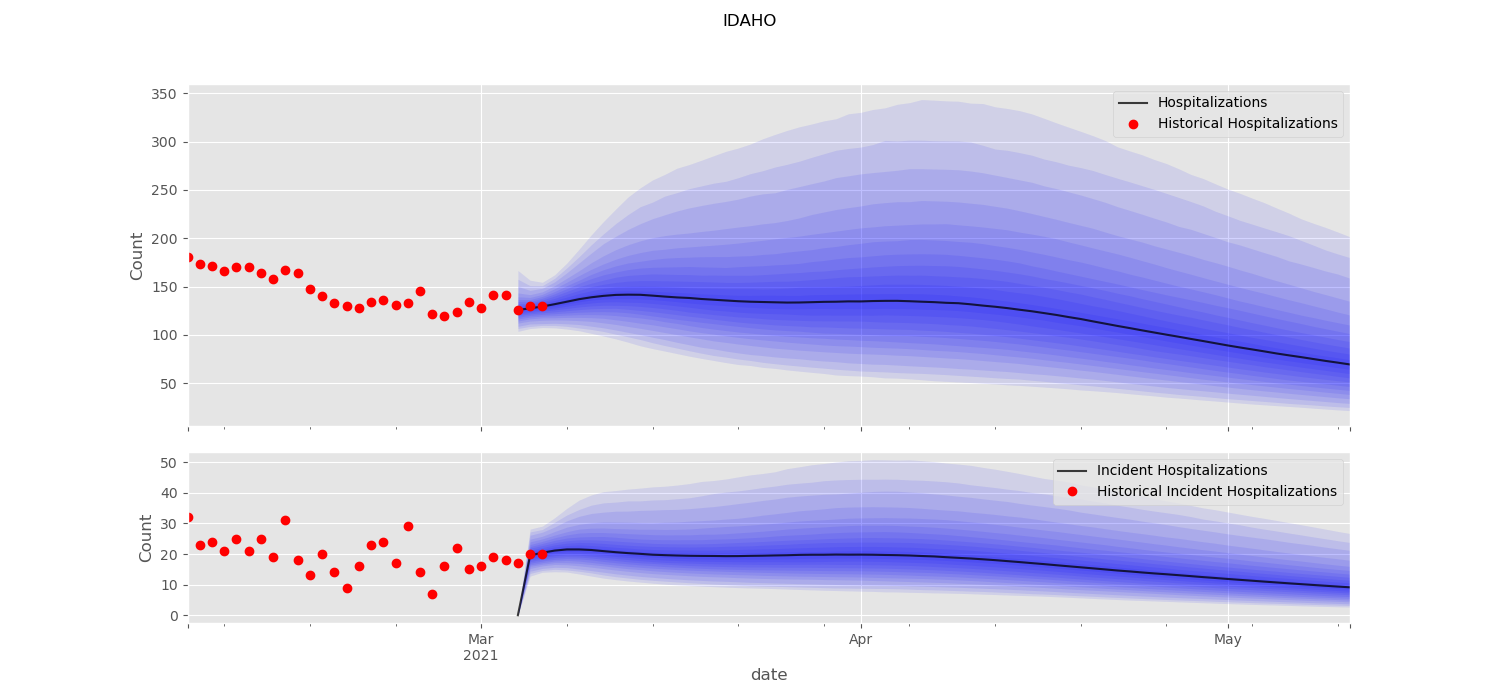 IDAHO
350
300
250
200
150
100
50
Count
Hospitalizations
Historical Hospitalizations
50
40
30
20
10
0
Count
Incident Hospitalizations
Historical Incident Hospitalizations
Mar
2021
Apr
May
date